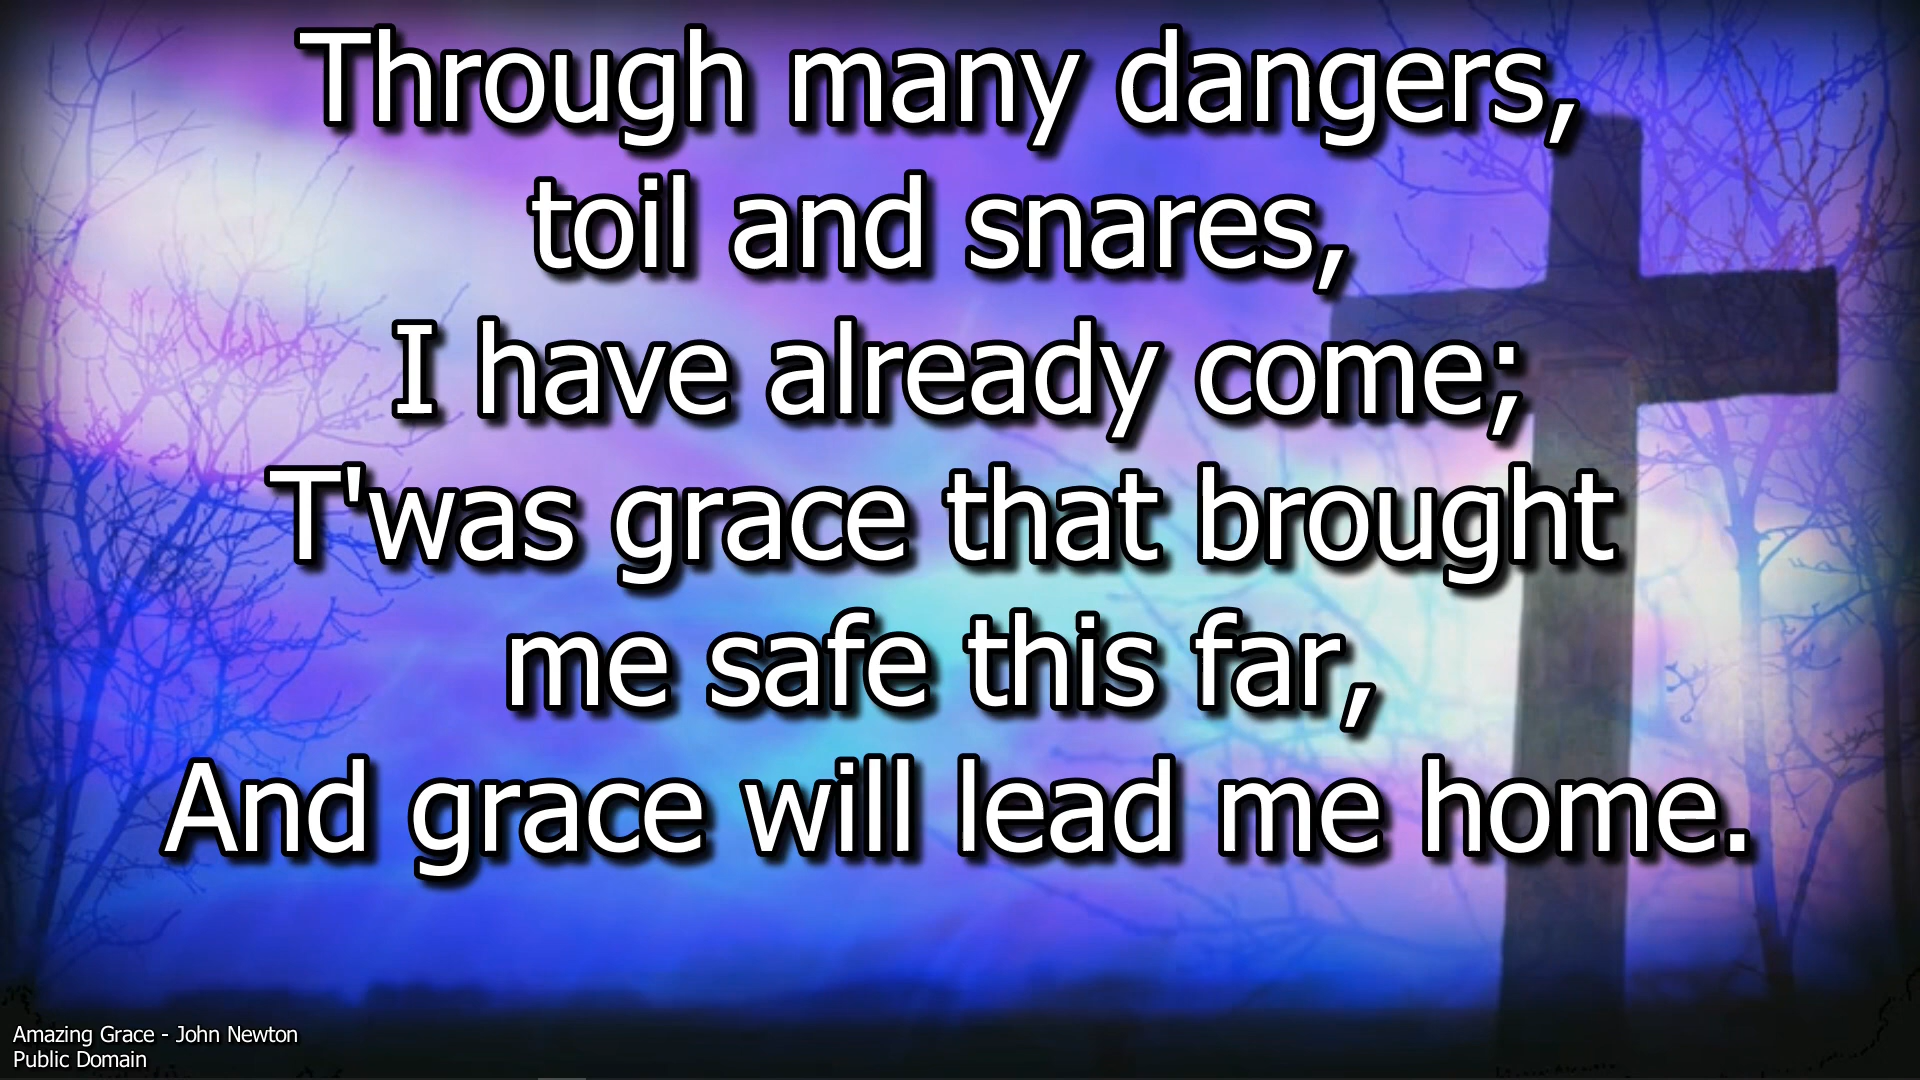 Through many dangers,
toil and snares,
I have already come;
T'was grace that brought
me safe this far,
And grace will lead me home.
Amazing Grace - John Newton
Public Domain